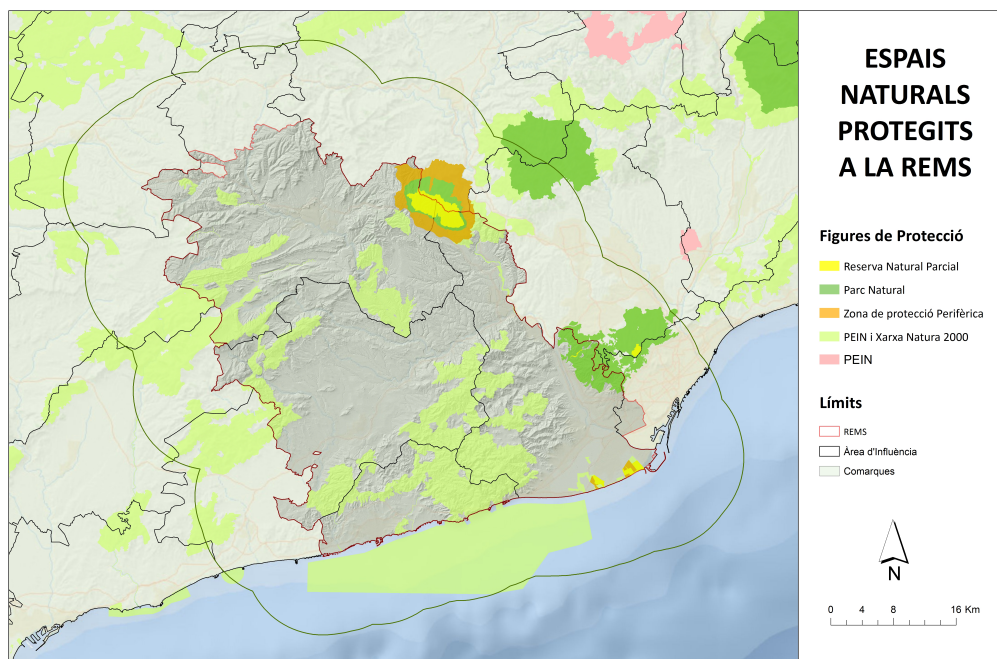 ESPAIS
NATURALS
PROTEGITS
A LA REMS
Figures de Protecció
Reserva Natural Parcial
Parc Natural
Zona de protecció Perifèrica
PEIN i Xarxa Natura 2000
PEIN
Límits
REMS
Àrea d'Influència
Comarques
N
0 4 8 16 Km